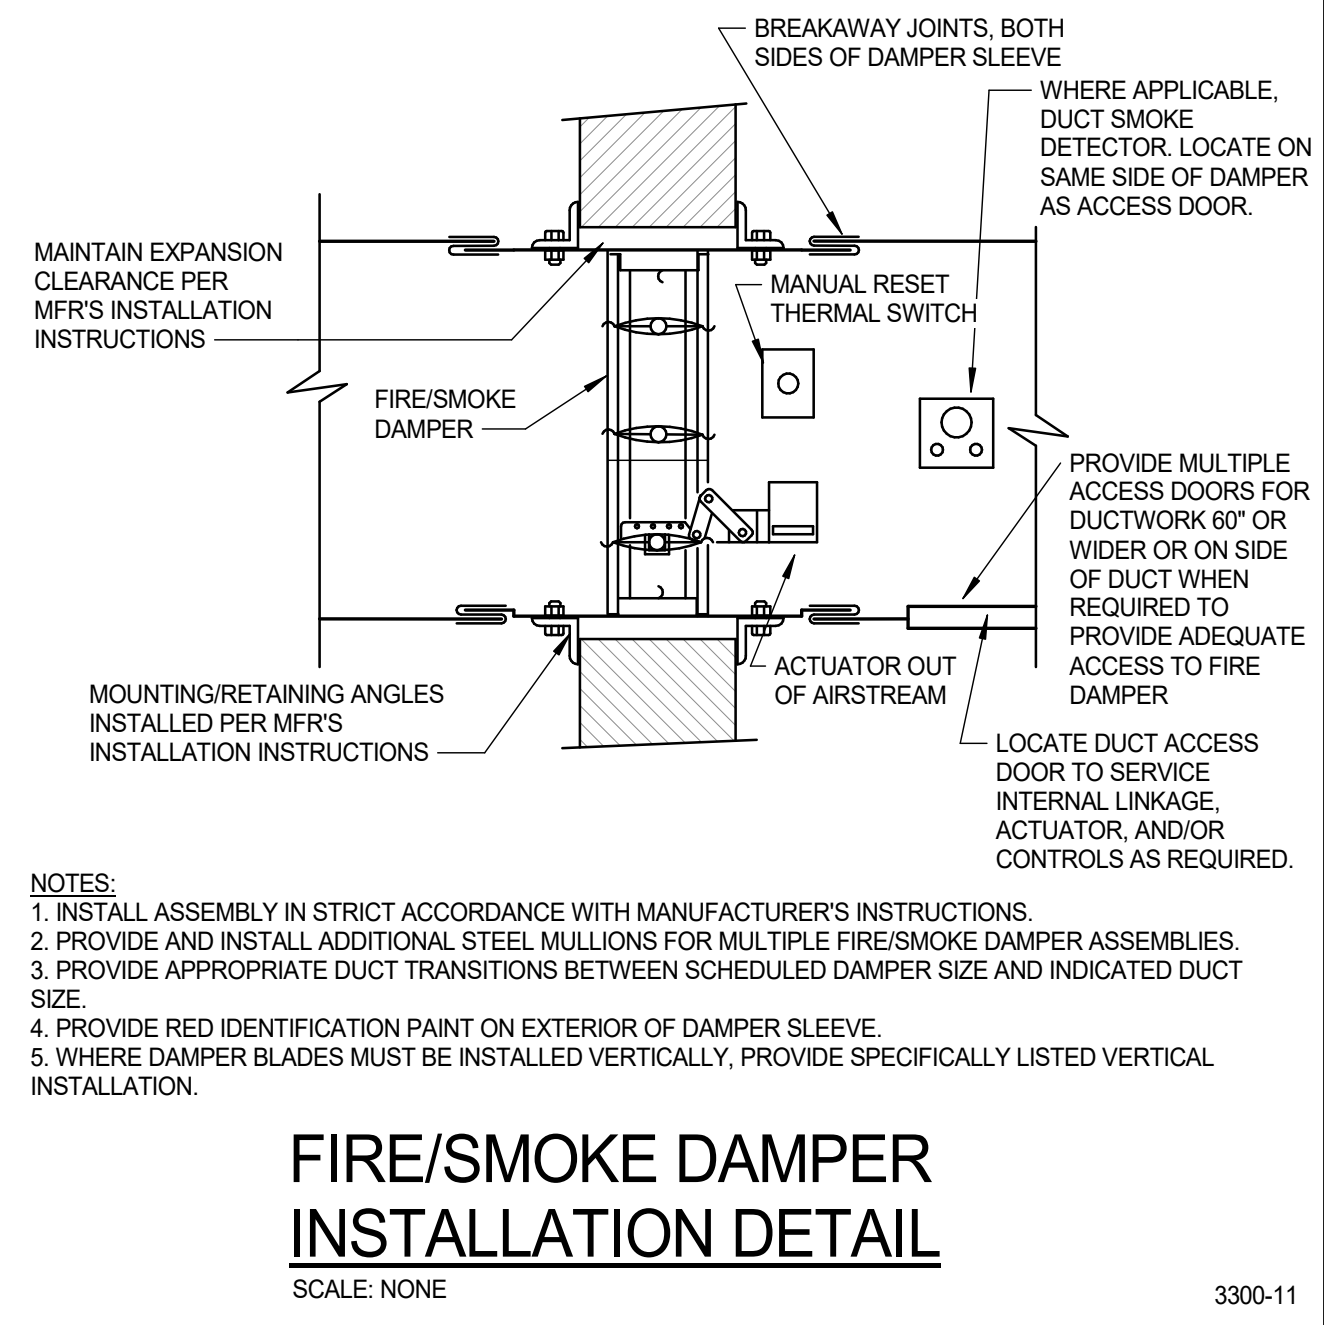 BREAKAWAY JOINTS, BOTH
SIDES OF DAMPER SLEEVE
WHERE APPLICABLE,
DUCT SMOKE
DETECTOR. LOCATE ON
SAME SIDE OF DAMPER
AS ACCESS DOOR.
MAINTAIN EXPANSION
CLEARANCE PER
MFR'S INSTALLATION
INSTRUCTIONS
MANUAL RESET
THERMAL SWITCH
FIRE/SMOKE
DAMPER
PROVIDE MULTIPLE
ACCESS DOORS FOR
DUCTWORK 60" OR
WIDER OR ON SIDE
OF DUCT WHEN
REQUIRED TO
PROVIDE ADEQUATE
ACCESS TO FIRE
DAMPER
ACTUATOR OUT
OF AIRSTREAM
MOUNTING/RETAINING ANGLES
INSTALLED PER MFR'S
INSTALLATION INSTRUCTIONS
LOCATE DUCT ACCESS
DOOR TO SERVICE
INTERNAL LINKAGE,
ACTUATOR, AND/OR
CONTROLS AS REQUIRED.
NOTES:
1. INSTALL ASSEMBLY IN STRICT ACCORDANCE WITH MANUFACTURER'S INSTRUCTIONS.
2. PROVIDE AND INSTALL ADDITIONAL STEEL MULLIONS FOR MULTIPLE FIRE/SMOKE DAMPER ASSEMBLIES.
3. PROVIDE APPROPRIATE DUCT TRANSITIONS BETWEEN SCHEDULED DAMPER SIZE AND INDICATED DUCT
SIZE.
4. PROVIDE RED IDENTIFICATION PAINT ON EXTERIOR OF DAMPER SLEEVE.
5. WHERE DAMPER BLADES MUST BE INSTALLED VERTICALLY, PROVIDE SPECIFICALLY LISTED VERTICAL
INSTALLATION.
FIRE/SMOKE DAMPER
INSTALLATION DETAIL
SCALE: NONE
3300-11